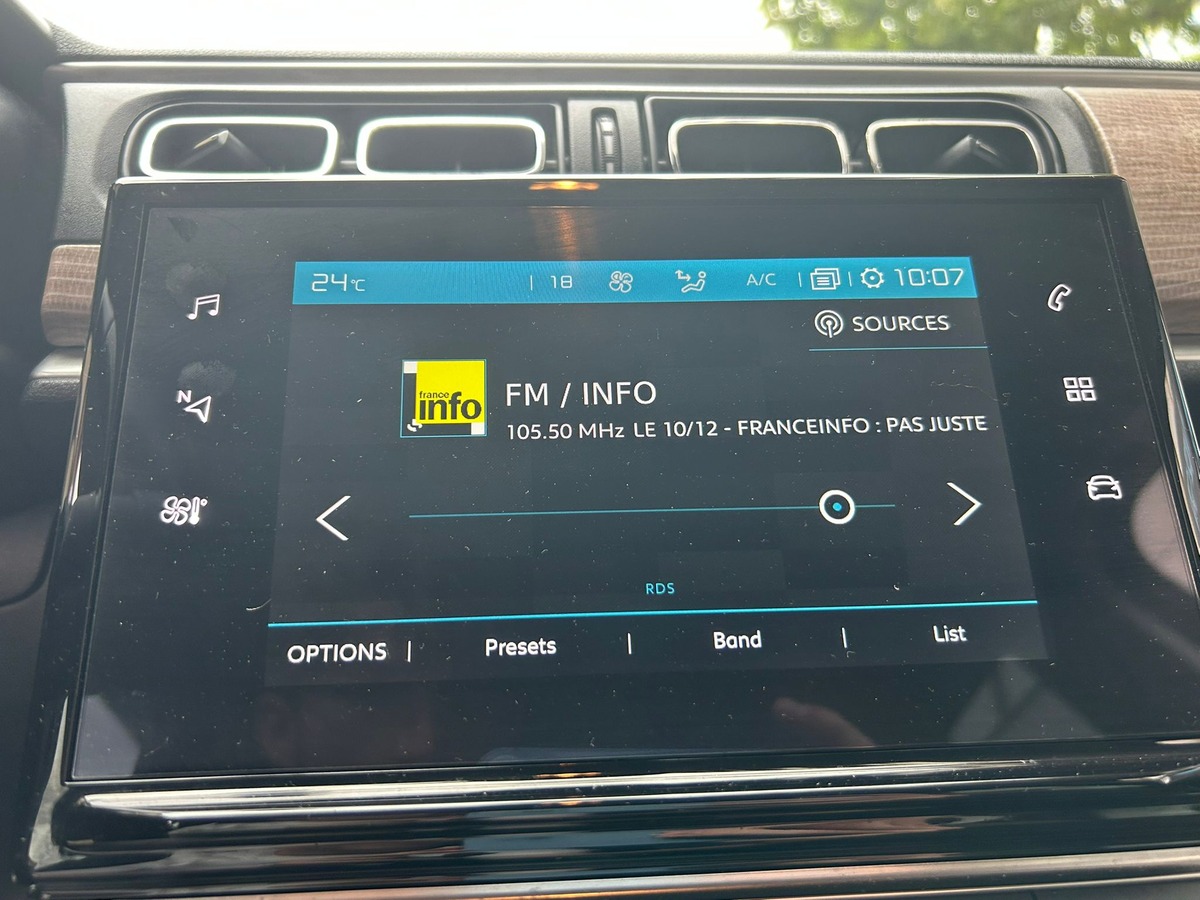 24°C | 18 A/C | | 10:07
SOURCES
france
info
FM / INFO
105.50 MHz LE 10/12 - FRANCEINFO : PAS JUSTE
N
RDS
OPTIONS | Presets | Band | List